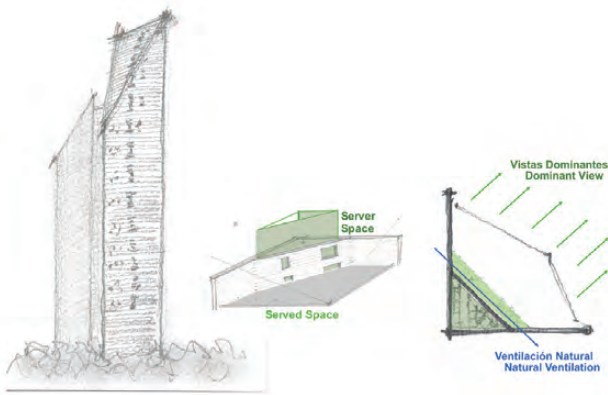 Server
Space
Served Space
Vistas Dominantes
Dominant View
Ventilación Natural
Natural Ventilation